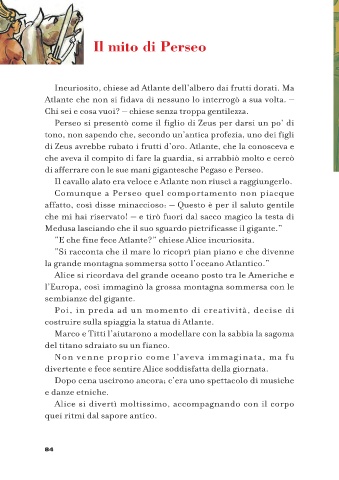 Il mito di Perseo
Incuriosito, chiese ad Atlante dell'albero dai frutti dorati. Ma
Atlante che non si fidava di nessuno lo interrogò a sua volta. –
Chi sei e cosa vuoi? – chiese senza troppa gentilezza.
Perseo si presentò come il figlio di Zeus per darsi un po' di
tono, non sapendo che, secondo un'antica profezia, uno dei figli
di Zeus avrebbe rubato i frutti d'oro. Atlante, che la conosceva e
che aveva il compito di fare la guardia, si arrabbiò molto e cercò
di afferrare con le sue mani gigantesche Pegaso e Perseo.
Il cavallo alato era veloce e Atlante non riuscì a raggiungerlo.
Comunque a Perseo quel comportamento non piacque
affatto, così disse minaccioso: – Questo è per il saluto gentile
che mi hai riservato! – e tirò fuori dal sacco magico la testa di
Medusa lasciando che il suo sguardo pietrificasse il gigante."
"E che fine fece Atlante?" chiese Alice incuriosita.
"Si racconta che il mare lo ricoprì pian piano e che divenne
la grande montagna sommersa sotto l'oceano Atlantico."
Alice si ricordava del grande oceano posto tra le Americhe e
l'Europa, così immaginò la grossa montagna sommersa con le
sembianze del gigante.
Poi, in preda ad un momento di creatività, decise di
costruire sulla spiaggia la statua di Atlante.
Marco e Titti l'aiutarono a modellare con la sabbia la sagoma
del titano sdraiato su un fianco.
Non venne proprio come l'aveva immaginata, ma fu
divertente e fece sentire Alice soddisfatta della giornata.
Dopo cena uscirono ancora; c'era uno spettacolo di musiche
e danze etniche.
Alice si divertì moltissimo, accompagnando con il corpo
quei ritmi dal sapore antico.
84